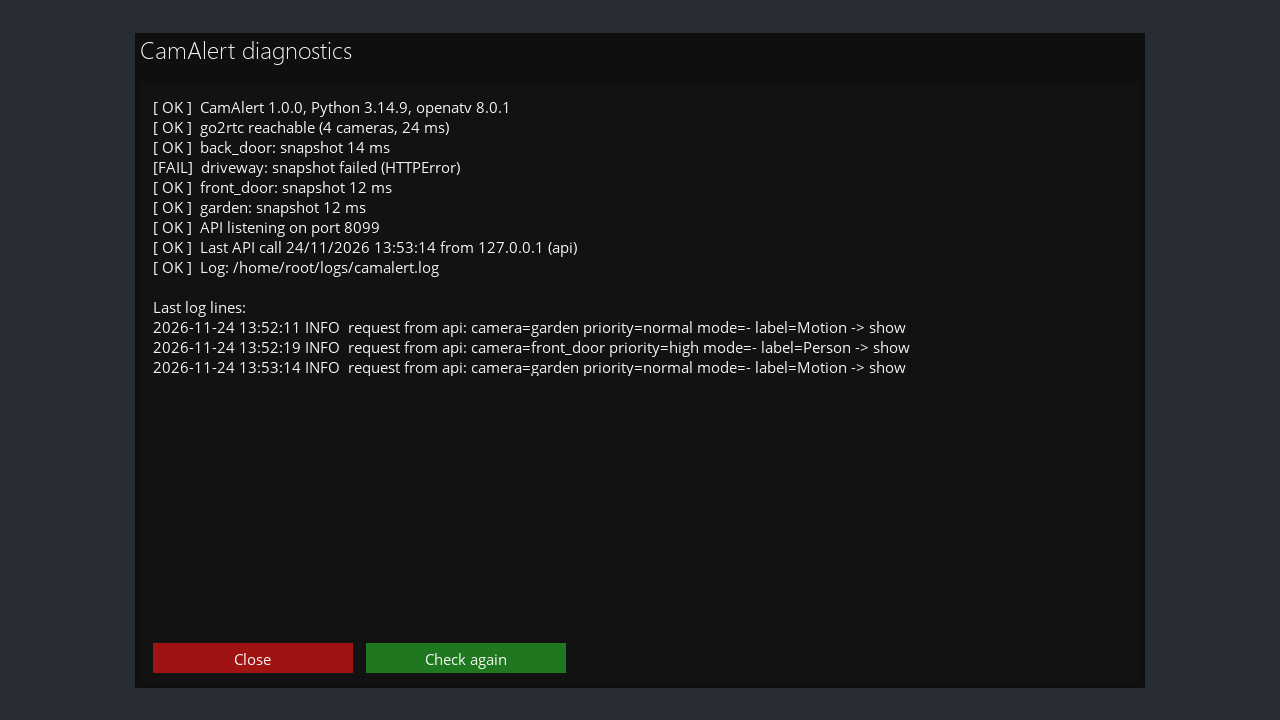 CamAlert diagnostics
[ OK ] CamAlert 1.0.0, Python 3.14.9, openatv 8.0.1
[ OK ] go2rtc reachable (4 cameras, 24 ms)
[ OK ] back_door: snapshot 14 ms
[FAIL] driveway: snapshot failed (HTTPError)
[ OK ] front_door: snapshot 12 ms
[ OK ] garden: snapshot 12 ms
[ OK ] API listening on port 8099
[ OK ] Last API call 24/11/2026 13:53:14 from 127.0.0.1 (api)
[ OK ] Log: /home/root/logs/camalert.log
Last log lines:
2026-11-24 13:52:11 INFO request from api: camera=garden priority=normal mode=- label=Motion -> show
2026-11-24 13:52:19 INFO request from api: camera=front_door priority=high mode=- label=Person -> show
2026-11-24 13:53:14 INFO request from api: camera=garden priority=normal mode=- label=Motion -> show
Close
Check again